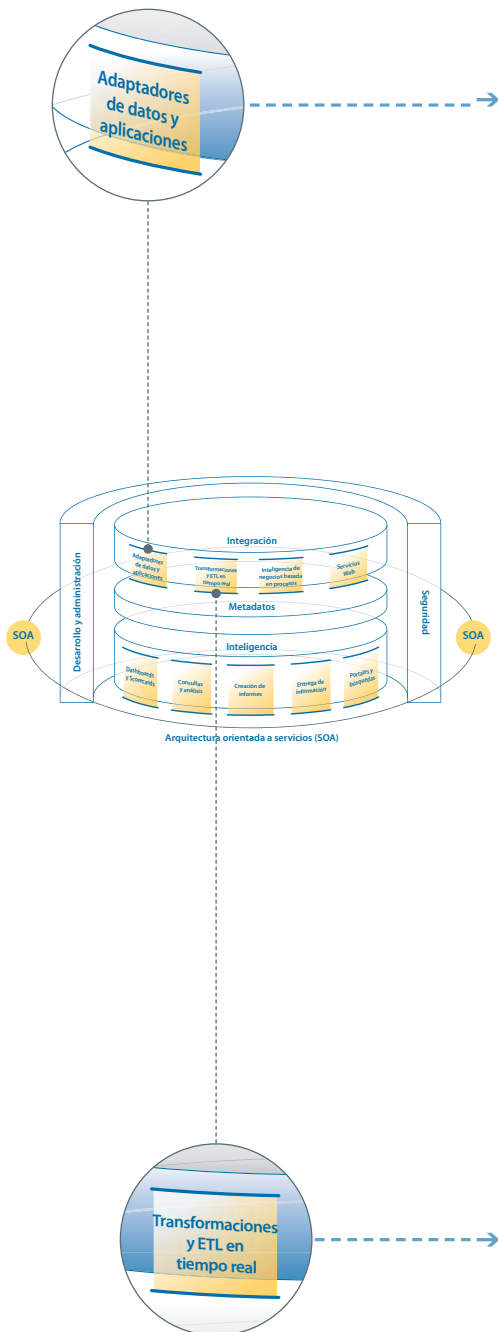 Adaptadores
de datos y
aplicaciones
Integración
Adaptadores
de datos y
aplicaciones
Transformaciones
y ETL en
tiempo real
Inteligencia de
negocios basada
en procesos
Servicios
Web
Metadatos
Inteligencia
Dashboards
y Scorecards
Consultas
y análisis
Creación de
informes
Entrega de
información
Portales y
búsquedas
Desarrollo y administración
Seguridad
SOA
SOA
Arquitectura orientada a servicios (SOA)
Transformaciones
y ETL en
tiempo real